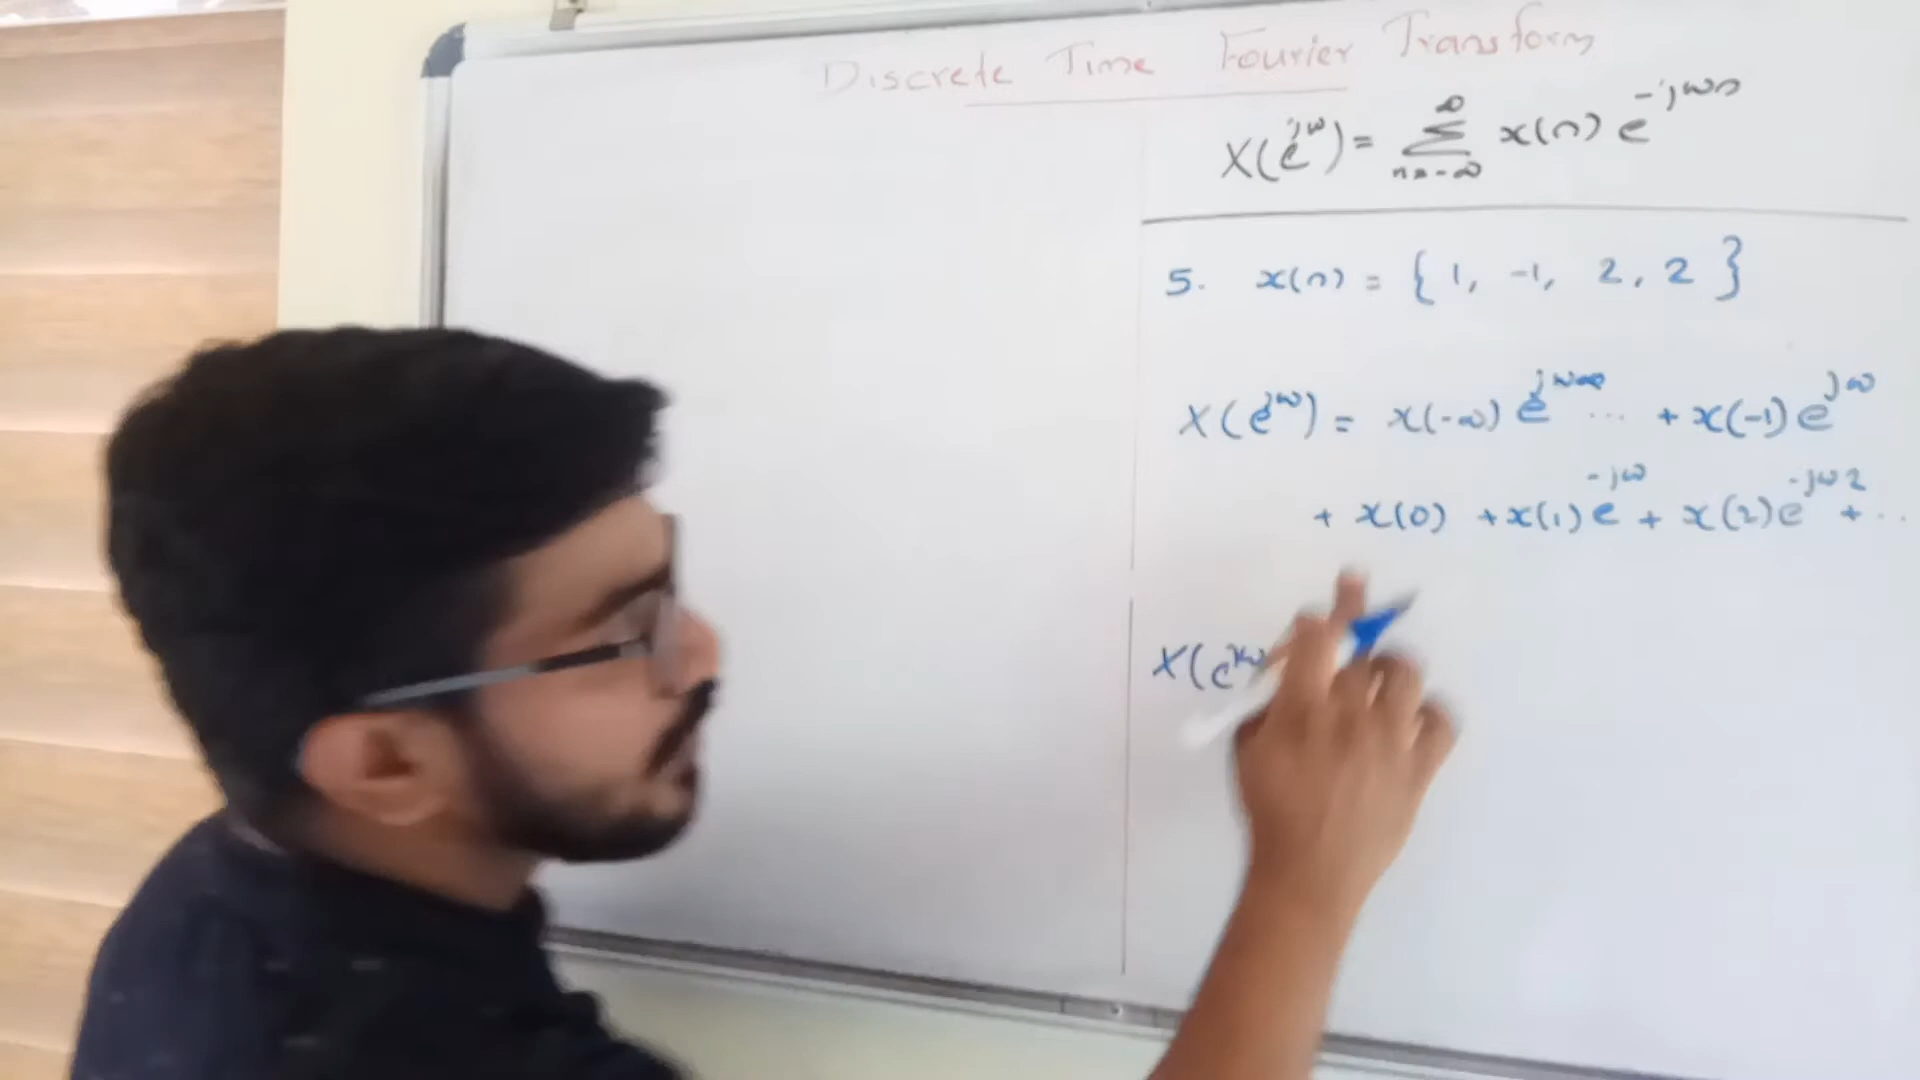 Discrete Time Fourier Transform
X(e^jω) = ∞ Σ n=-∞ x(n) e^-jωn
5. x(n) = { 1, -1, 2, 2 }
X(e^jω) = x(-∞) e^jω∞ ... + x(-1) e^jω
+ x(0) + x(1) e^-jω + x(2) e^-jω2 + ..
X(e^jω